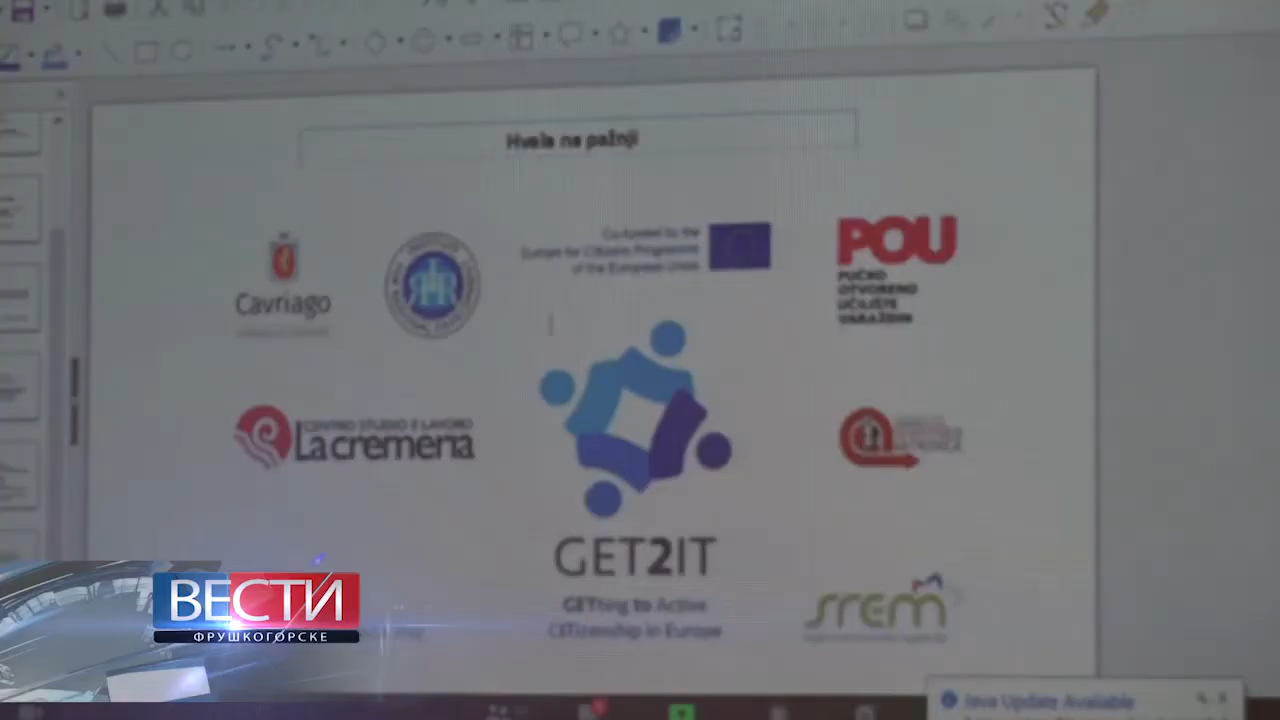 Hvala na pažnji
Cavriago
Co-funded by the
Europe for Citizens Programme
of the European Union
POU
PUČKO
OTVORENO
UČILIŠTE
VARAŽDIN
CENTRO STUDIO E LAVORO
La cremeria
GET2IT
GETting to Active
CITizenship in Europe
srem
ВЕСТИ
ФРУШКОГОРСКЕ
Java Update Available